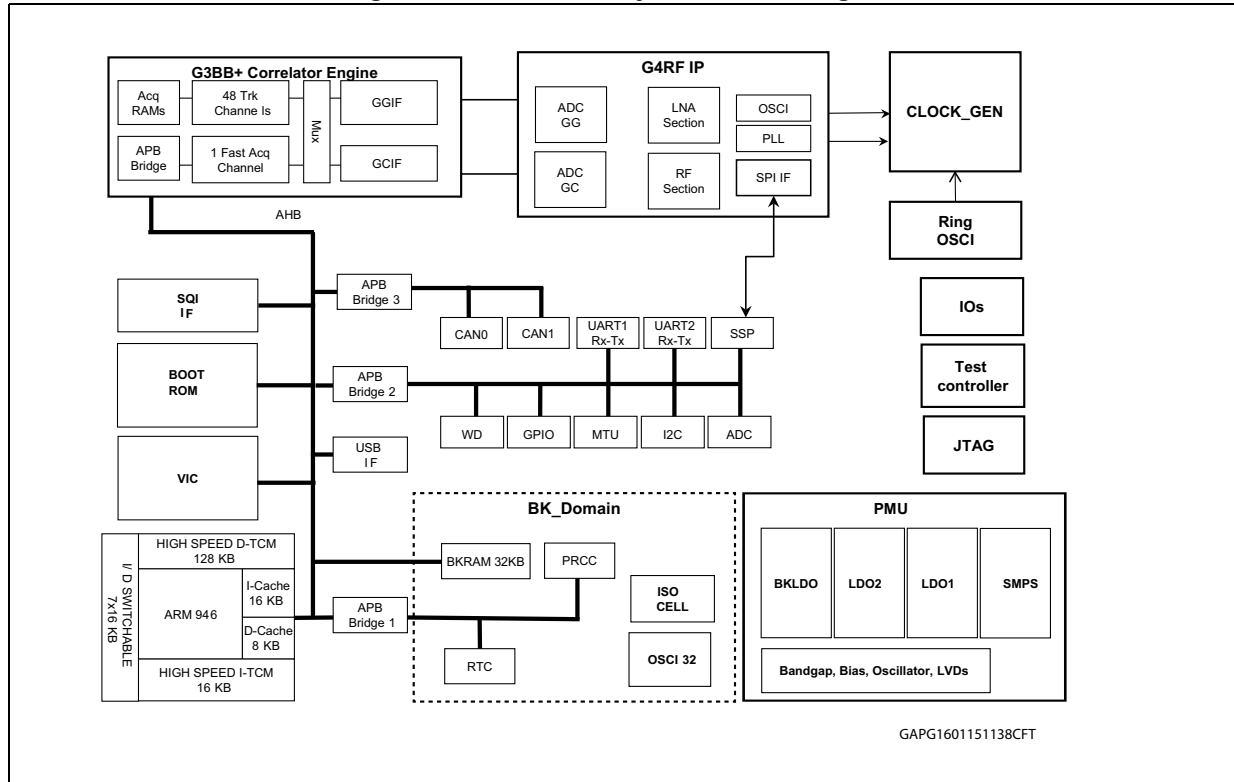 G3BB+ Correlator Engine
Acq
RAMs
48 Trk
Channe ls
Mux
GGIF
APB
Bridge
1 Fast Acq
Channel
GCIF
G4RF IP
ADC
GG
LNA
Section
OSCI
PLL
ADC
GC
RF
Section
SPI IF
CLOCK_GEN
Ring
OSCI
AHB
SQI
IF
APB
Bridge 3
CAN0
CAN1
UART1
Rx-Tx
UART2
Rx-Tx
SSP
IOs
BOOT
ROM
APB
Bridge 2
Test
controller
WD
GPIO
MTU
I2C
ADC
JTAG
VIC
USB
IF
BK_Domain
BKRAM 32KB
PRCC
ISO
CELL
OSCI 32
RTC
APB
Bridge 1
I/ D SWITCHABLE
7x16 KB
HIGH SPEED D-TCM
128 KB
ARM 946
I-Cache
16 KB
D-Cache
8 KB
HIGH SPEED I-TCM
16 KB
PMU
BKLDO
LDO2
LDO1
SMPS
Bandgap, Bias, Oscillator, LVDs
GAPG1601151138CFT